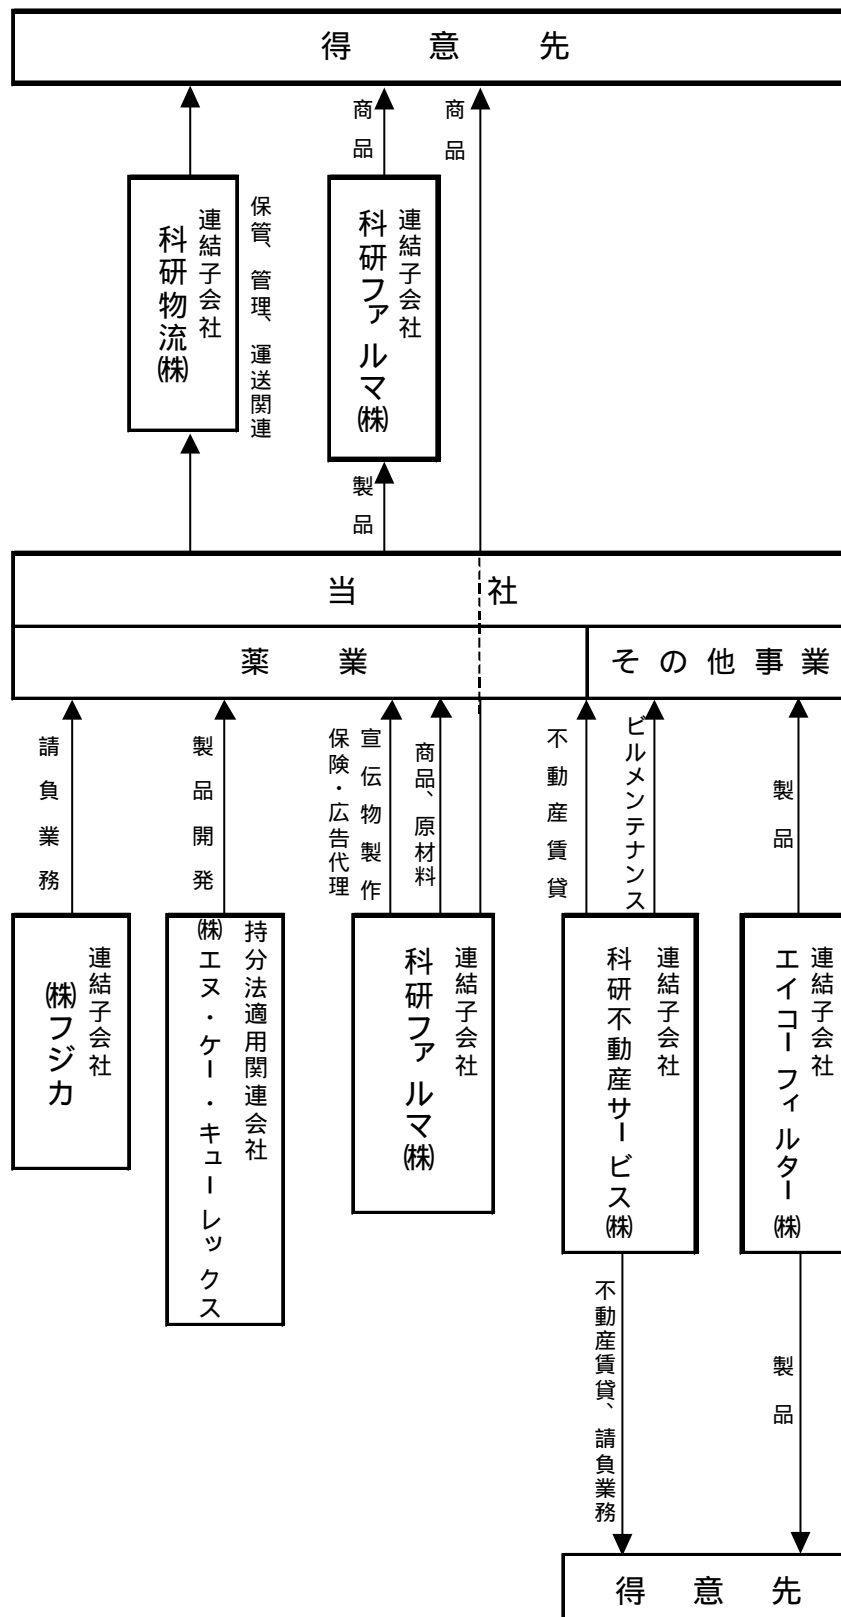 得意先
商品
商品
連結子会社
科研物流㈱
保管、管理、運送関連
連結子会社
科研ファルマ㈱
製品
当社
薬業
その他事業
請負業務
製品開発
宣伝物製作
保険・広告代理
商品、原材料
不動産賃貸
ビルメンテナンス
製品
連結子会社
㈱フジカ
持分法適用関連会社
㈱エヌ・ケー・キューレックス
連結子会社
科研ファルマ㈱
連結子会社
科研不動産サービス㈱
連結子会社
エイコーフィルター㈱
不動産賃貸、請負業務
製品
得意先